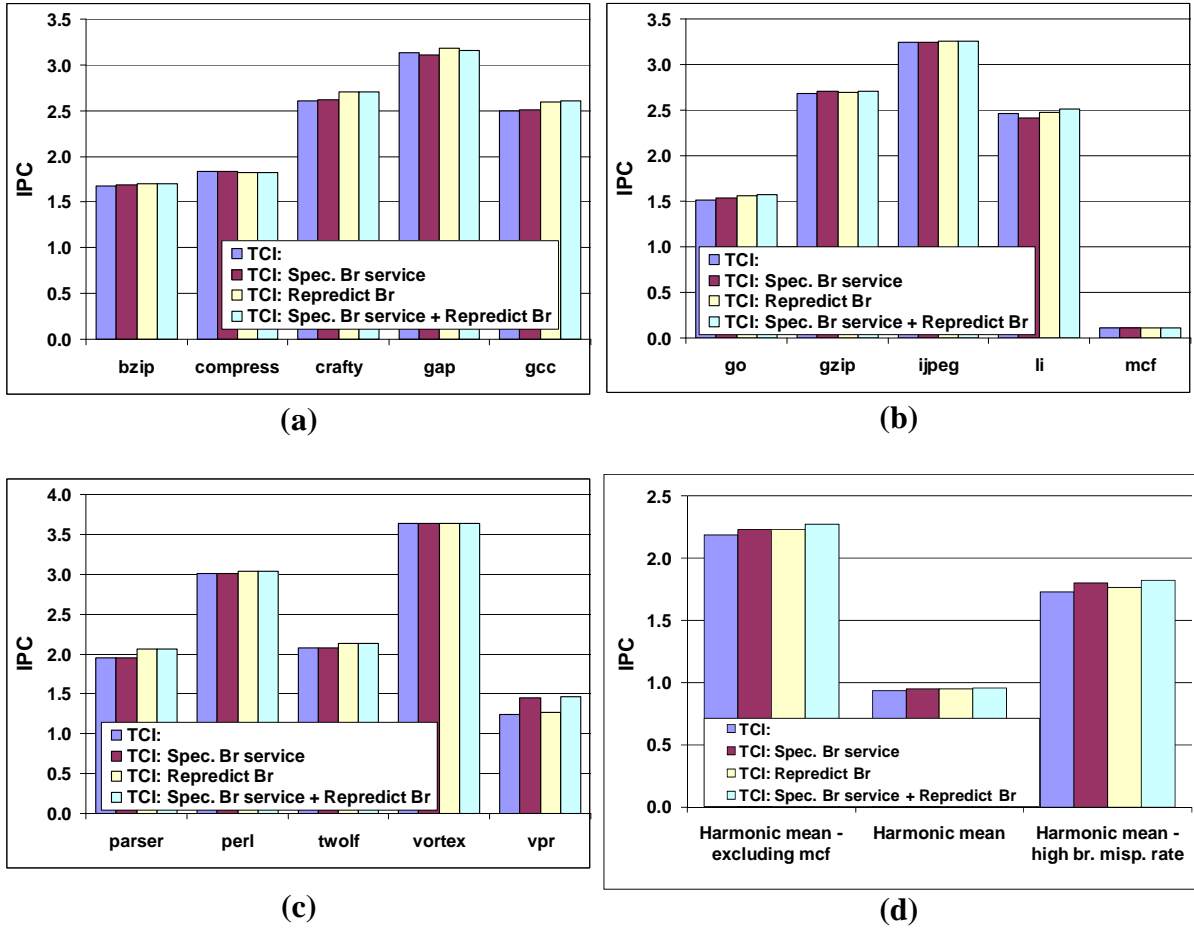 3.5
3.0
2.5
2.0
1.5
1.0
0.5
0.0
IPC
TCI:
TCI: Spec. Br service
TCI: Repredict Br
TCI: Spec. Br service + Repredict Br
bzip compress crafty gap gcc
(a)
3.5
3.0
2.5
2.0
1.5
1.0
0.5
0.0
IPC
TCI:
TCI: Spec. Br service
TCI: Repredict Br
TCI: Spec. Br service + Repredict Br
go gzip ijpeg li mcf
(b)
4.0
3.5
3.0
2.5
2.0
1.5
1.0
0.5
0.0
IPC
TCI:
TCI: Spec. Br service
TCI: Repredict Br
TCI: Spec. Br service + Repredict Br
parser perl twolf vortex vpr
(c)
2.5
2.0
1.5
1.0
0.5
0.0
IPC
TCI:
TCI: Spec. Br service
TCI: Repredict Br
TCI: Spec. Br service + Repredict Br
Harmonic mean - Harmonic mean Harmonic mean -
excluding mcf high br. misp. rate
(d)